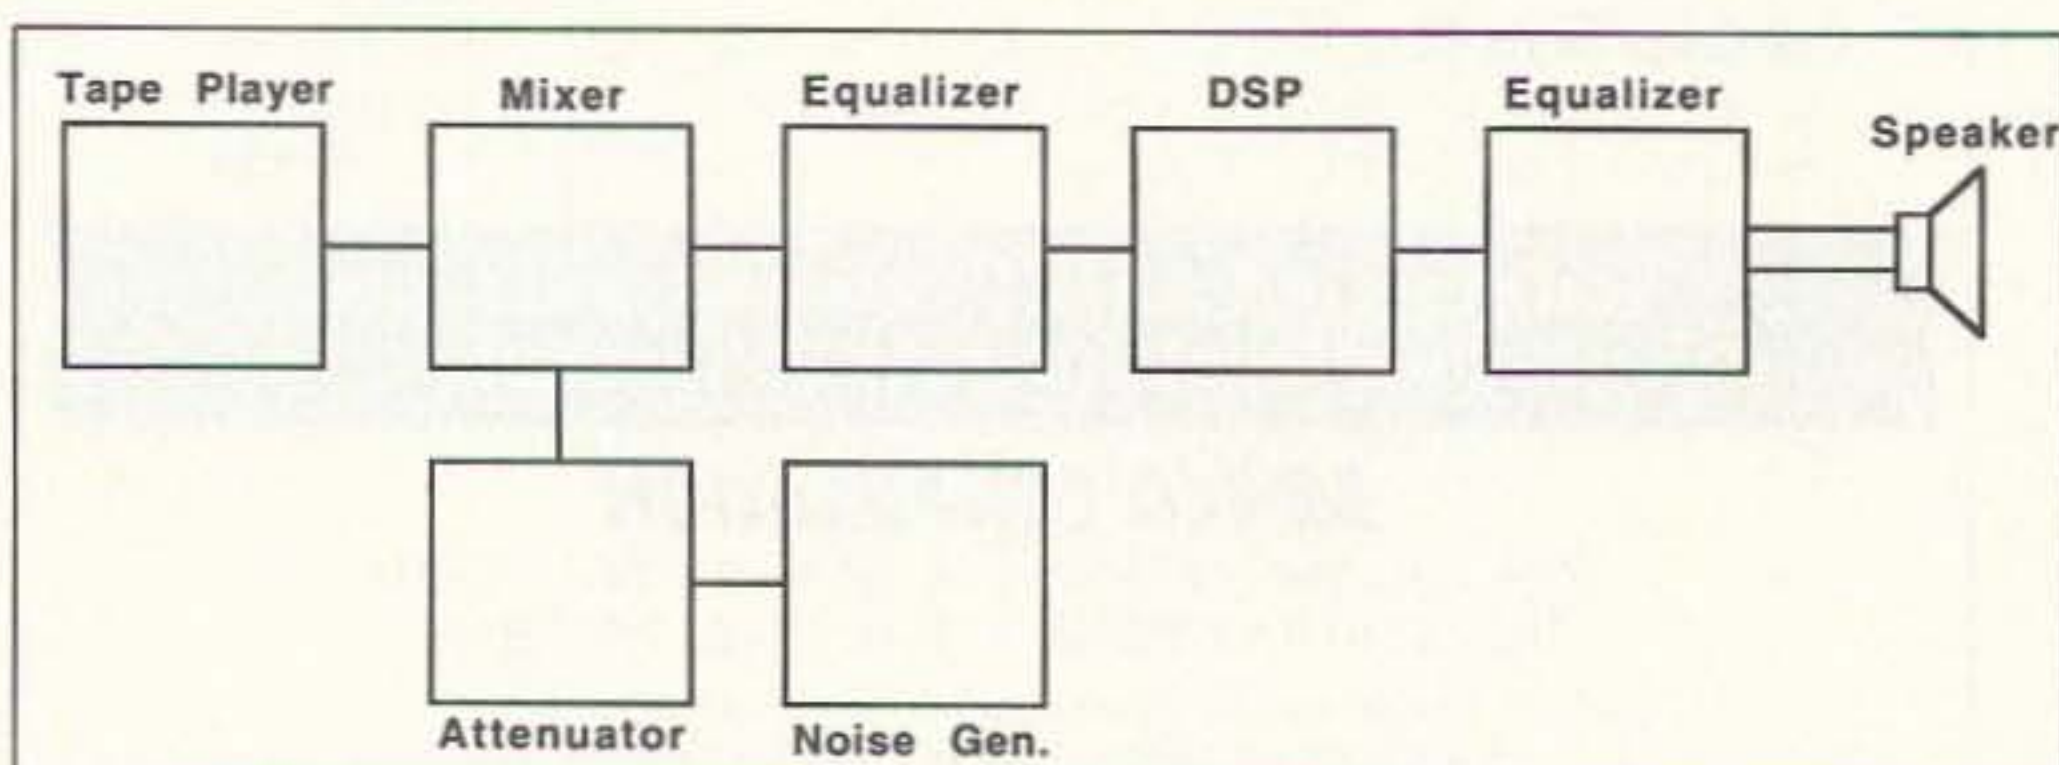 Tape Player
Mixer
Equalizer
DSP
Equalizer
Speaker
Attenuator
Noise Gen.